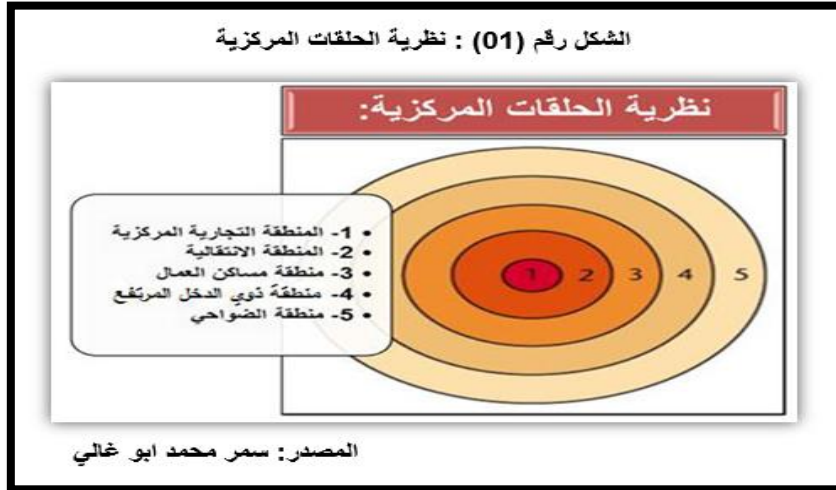 الشكل رقم (01) : نظرية الحلقات المركزية
نظرية الحلقات المركزية:
• 1- المنطقة التجارية المركزية
• 2- المنطقة الانتقالية
• 3- منطقة مساكن العمال
• 4- منطقة ذوي الدخل المرتفع
• 5- منطقة الضواحي
1 2 3 4 5
المصدر: سمر محمد ابو غالي